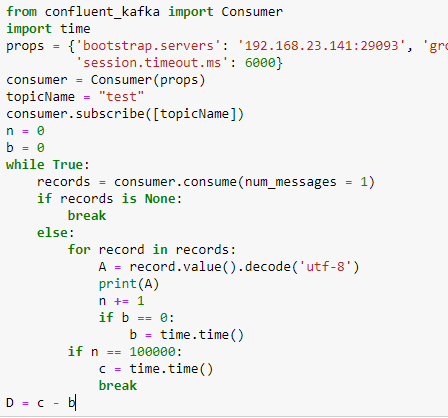 from confluent_kafka import Consumer
import time
props = {'bootstrap.servers': '192.168.23.141:29093', 'gro
'session.timeout.ms': 6000}
consumer = Consumer(props)
topicName = "test"
consumer.subscribe([topicName])
n = 0
b = 0
while True:
    records = consumer.consume(num_messages = 1)
    if records is None:
        break
    else:
        for record in records:
            A = record.value().decode('utf-8')
            print(A)
            n += 1
            if b == 0:
                b = time.time()
        if n == 100000:
            c = time.time()
            break
D = c - b